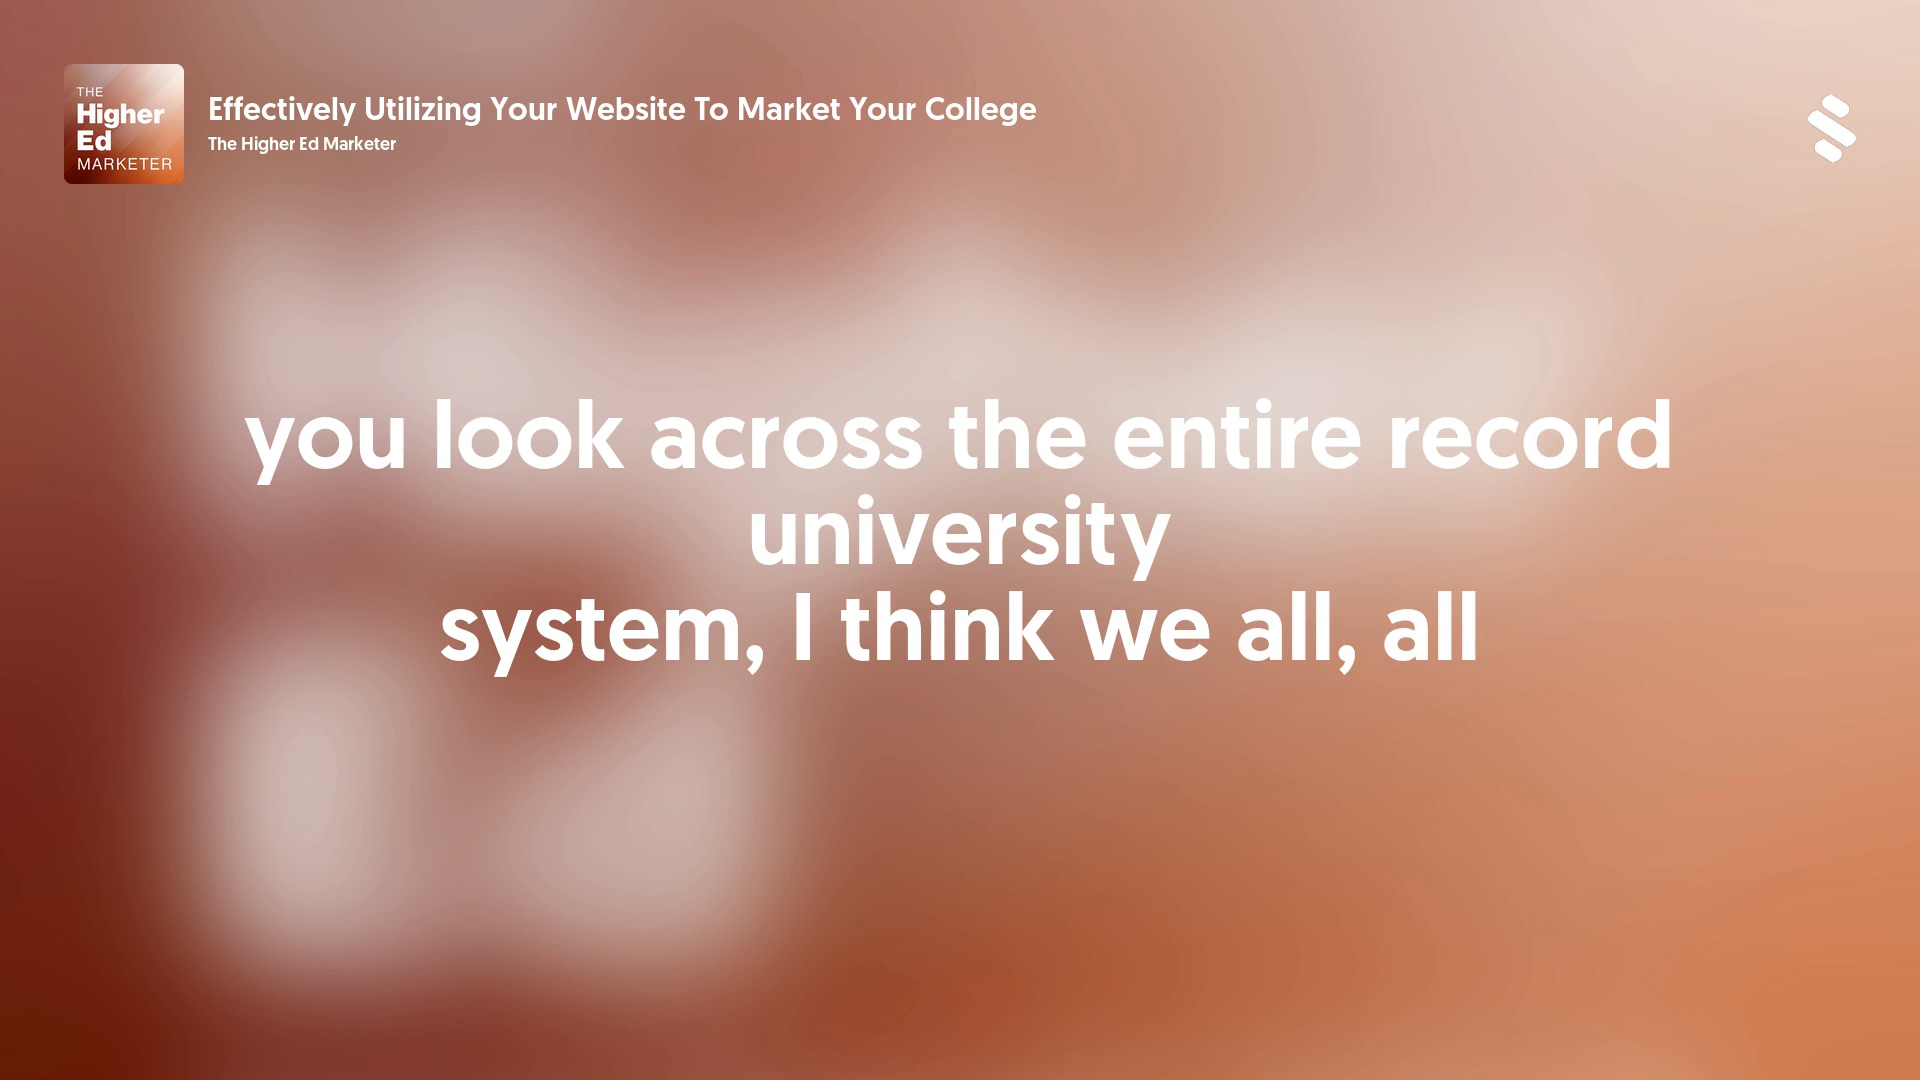 THE
Higher
Ed
MARKETER
Effectively Utilizing Your Website To Market Your College
The Higher Ed Marketer
you look across the entire record
university
system, I think we all, all